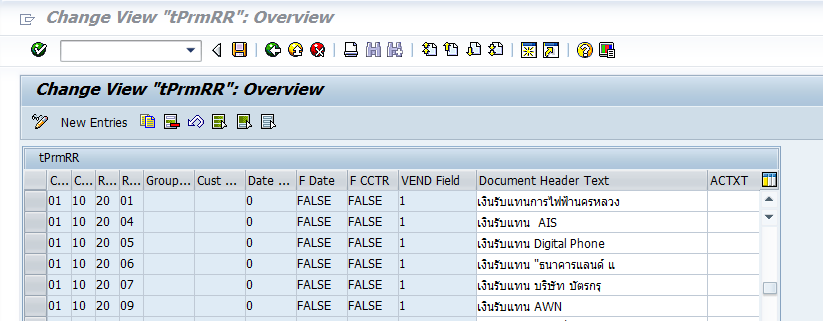 Change View "tPrmRR": Overview
Change View "tPrmRR": Overview
New Entries
tPrmRR
C... C... R... R... Group... Cust ... Date ... F Date F CCTR VEND Field Document Header Text ACTXT
01 10 20 01 0 FALSE FALSE 1 เงินรับแทนการไฟฟ้านครหลวง
01 10 20 04 0 FALSE FALSE 1 เงินรับแทน AIS
01 10 20 05 0 FALSE FALSE 1 เงินรับแทน Digital Phone
01 10 20 06 0 FALSE FALSE 1 เงินรับแทน "ธนาคารแลนด์ แ
01 10 20 07 0 FALSE FALSE 1 เงินรับแทน บริษัท บัตรกรุ
01 10 20 09 0 FALSE FALSE 1 เงินรับแทน AWN